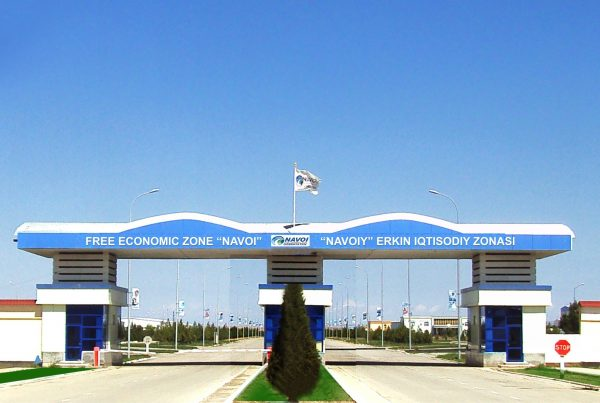 FREE ECONOMIC ZONE "NAVOI" NAVOI "NAVOIY" ERKIN IQTISODIY ZONASI
STOP